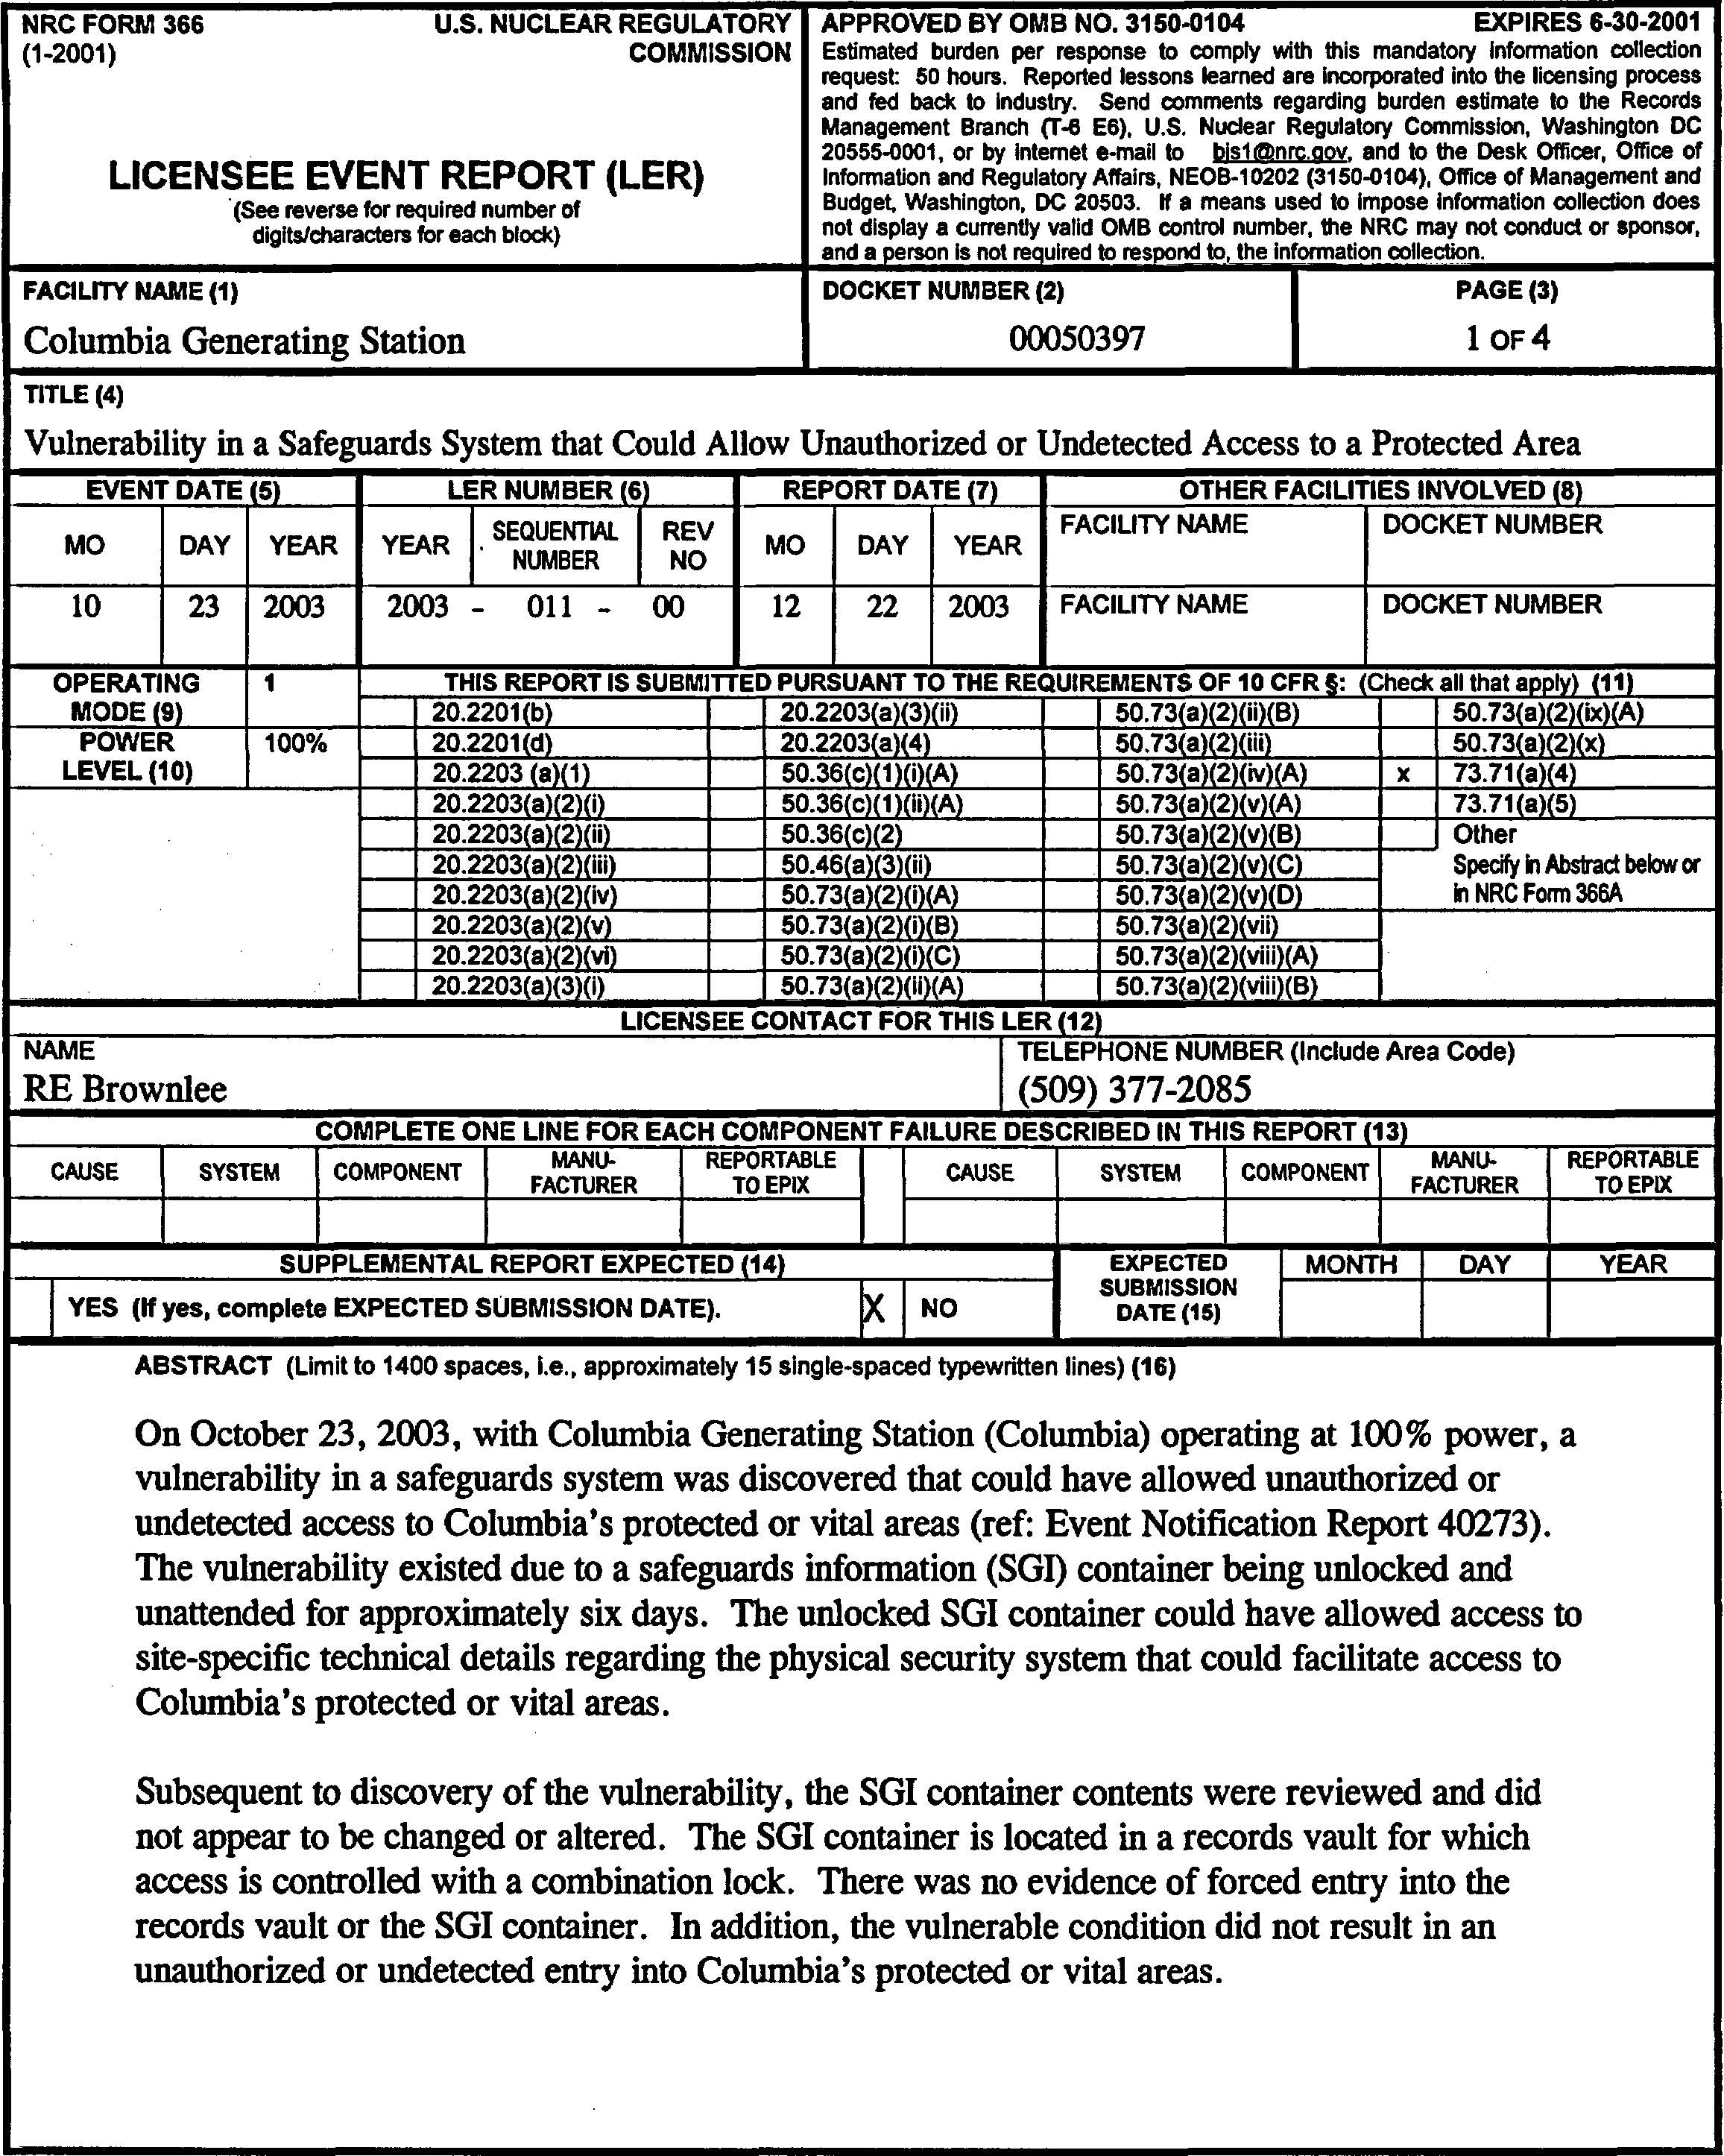 NRC FORM 366 U.S. NUCLEAR REGULATORY
(1-2001) COMMISSION
LICENSEE EVENT REPORT (LER)
(See reverse for required number of
digits/characters for each block)
APPROVED BY OMB NO. 3150-0104 EXPIRES 6-30-2001
Estimated burden per response to comply with this mandatory information collection
request: 50 hours. Reported lessons learned are incorporated into the licensing process
and fed back to industry. Send comments regarding burden estimate to the Records
Management Branch (T-6 E6), U.S. Nuclear Regulatory Commission, Washington DC
20555-0001, or by internet e-mail to bjs1@nrc.gov, and to the Desk Officer, Office of
Information and Regulatory Affairs, NEOB-10202 (3150-0104), Office of Management and
Budget, Washington, DC 20503. If a means used to impose information collection does
not display a currently valid OMB control number, the NRC may not conduct or sponsor,
and a person is not required to respond to, the information collection.
FACILITY NAME (1) DOCKET NUMBER (2) PAGE (3)
Columbia Generating Station 00050397 1 OF 4
TITLE (4)
Vulnerability in a Safeguards System that Could Allow Unauthorized or Undetected Access to a Protected Area
EVENT DATE (5) LER NUMBER (6) REPORT DATE (7) OTHER FACILITIES INVOLVED (8)
MO DAY YEAR YEAR SEQUENTIAL NUMBER REV NO MO DAY YEAR FACILITY NAME DOCKET NUMBER
10 23 2003 2003 - 011 - 00 12 22 2003 FACILITY NAME DOCKET NUMBER
OPERATING MODE (9) 1 THIS REPORT IS SUBMITTED PURSUANT TO THE REQUIREMENTS OF 10 CFR §: (Check all that apply) (11)
20.2201(b) 20.2203(a)(3)(ii) 50.73(a)(2)(ii)(B) 50.73(a)(2)(ix)(A)
POWER LEVEL (10) 100% 20.2201(d) 20.2203(a)(4) 50.73(a)(2)(iii) 50.73(a)(2)(x)
20.2203 (a)(1) 50.36(c)(1)(i)(A) 50.73(a)(2)(iv)(A) x 73.71(a)(4)
20.2203(a)(2)(i) 50.36(c)(1)(ii)(A) 50.73(a)(2)(v)(A) 73.71(a)(5)
20.2203(a)(2)(ii) 50.36(c)(2) 50.73(a)(2)(v)(B) Other
20.2203(a)(2)(iii) 50.46(a)(3)(ii) 50.73(a)(2)(v)(C) Specify in Abstract below or
20.2203(a)(2)(iv) 50.73(a)(2)(i)(A) 50.73(a)(2)(v)(D) in NRC Form 366A
20.2203(a)(2)(v) 50.73(a)(2)(i)(B) 50.73(a)(2)(vii)
20.2203(a)(2)(vi) 50.73(a)(2)(i)(C) 50.73(a)(2)(viii)(A)
20.2203(a)(3)(i) 50.73(a)(2)(ii)(A) 50.73(a)(2)(viii)(B)
LICENSEE CONTACT FOR THIS LER (12)
NAME TELEPHONE NUMBER (Include Area Code)
RE Brownlee (509) 377-2085
COMPLETE ONE LINE FOR EACH COMPONENT FAILURE DESCRIBED IN THIS REPORT (13)
CAUSE SYSTEM COMPONENT MANU-FACTURER REPORTABLE TO EPIX CAUSE SYSTEM COMPONENT MANU-FACTURER REPORTABLE TO EPIX
SUPPLEMENTAL REPORT EXPECTED (14) EXPECTED SUBMISSION DATE (15) MONTH DAY YEAR
YES (If yes, complete EXPECTED SUBMISSION DATE). X NO
ABSTRACT (Limit to 1400 spaces, i.e., approximately 15 single-spaced typewritten lines) (16)
On October 23, 2003, with Columbia Generating Station (Columbia) operating at 100% power, a
vulnerability in a safeguards system was discovered that could have allowed unauthorized or
undetected access to Columbia's protected or vital areas (ref: Event Notification Report 40273).
The vulnerability existed due to a safeguards information (SGI) container being unlocked and
unattended for approximately six days. The unlocked SGI container could have allowed access to
site-specific technical details regarding the physical security system that could facilitate access to
Columbia's protected or vital areas.
Subsequent to discovery of the vulnerability, the SGI container contents were reviewed and did
not appear to be changed or altered. The SGI container is located in a records vault for which
access is controlled with a combination lock. There was no evidence of forced entry into the
records vault or the SGI container. In addition, the vulnerable condition did not result in an
unauthorized or undetected entry into Columbia's protected or vital areas.